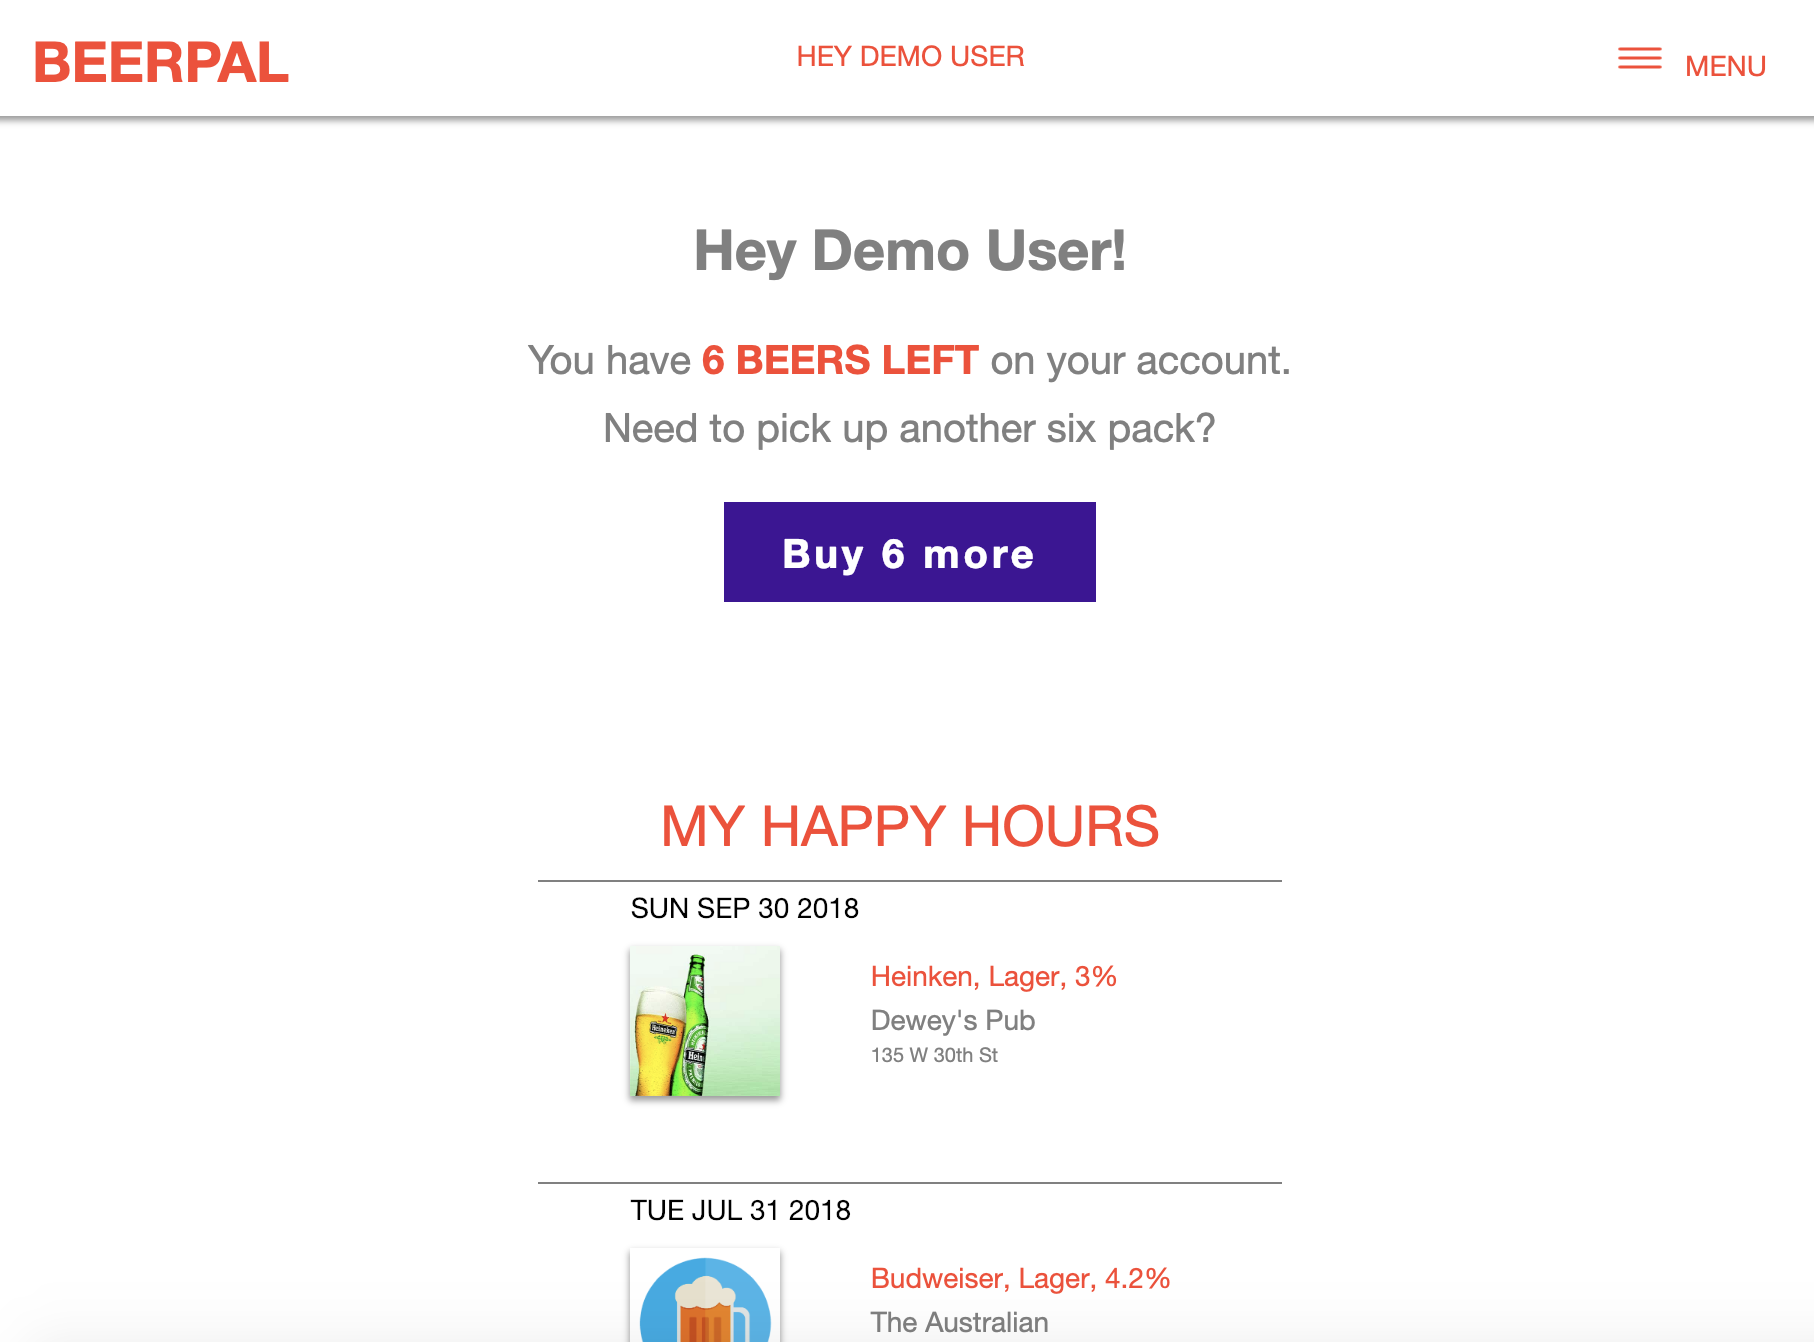 BEERPAL
HEY DEMO USER
MENU
Hey Demo User!
You have 6 BEERS LEFT on your account.
Need to pick up another six pack?
Buy 6 more
MY HAPPY HOURS
SUN SEP 30 2018
Heineken
Hein
Heinken, Lager, 3%
Dewey's Pub
135 W 30th St
TUE JUL 31 2018
Budweiser, Lager, 4.2%
The Australian